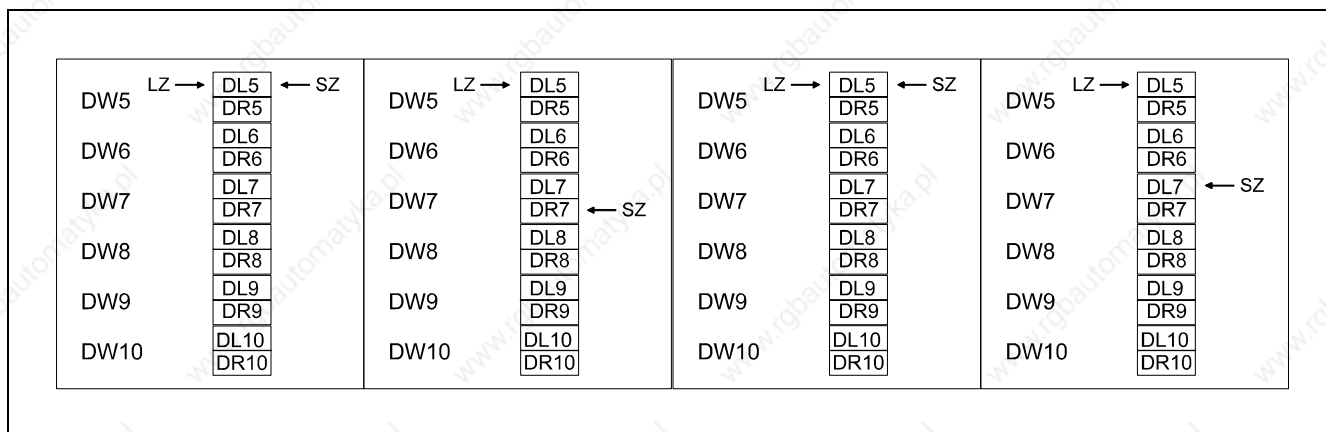 LZ → DL5 ← SZ
DW5
DR5
DL6
DW6
DR6
DL7
DW7
DR7
DL8
DW8
DR8
DL9
DW9
DR9
DL10
DW10
DR10
LZ → DL5
DW5
DR5
DL6
DW6
DR6
DL7
DW7
DR7 ← SZ
DL8
DW8
DR8
DL9
DW9
DR9
DL10
DW10
DR10
LZ → DL5 ← SZ
DW5
DR5
DL6
DW6
DR6
DL7
DW7
DR7
DL8
DW8
DR8
DL9
DW9
DR9
DL10
DW10
DR10
LZ → DL5
DW5
DR5
DL6
DW6
DR6
DL7 ← SZ
DW7
DR7
DL8
DW8
DR8
DL9
DW9
DR9
DL10
DW10
DR10
www.rgbautomatyka.pl